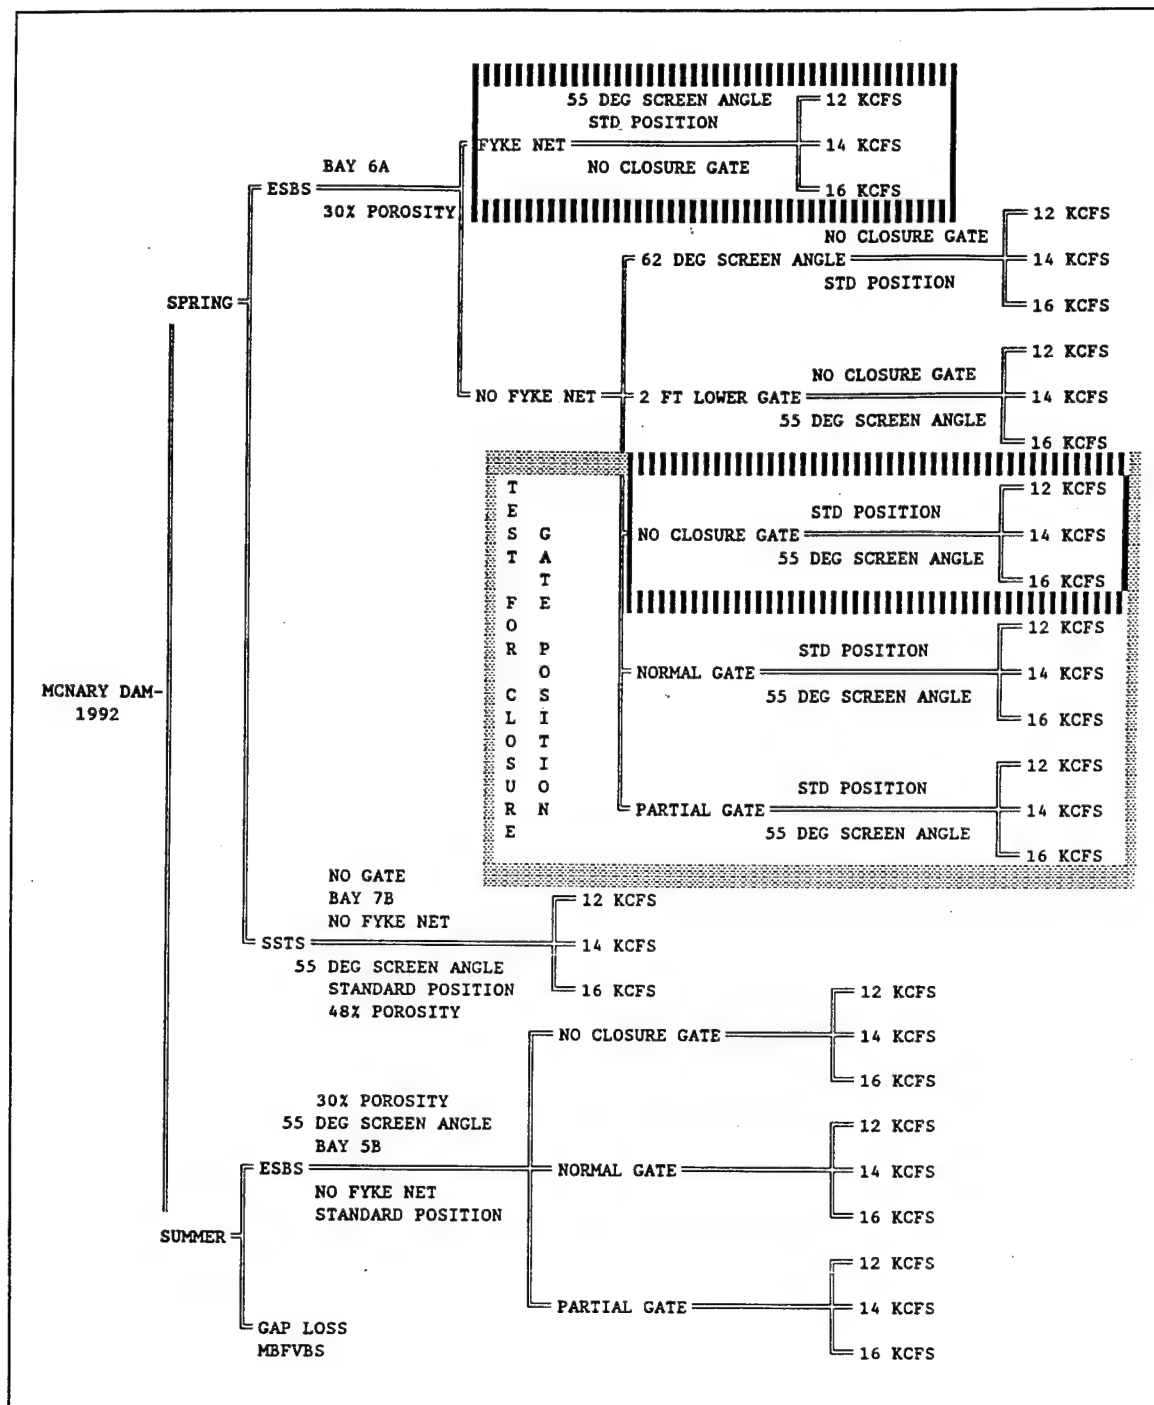 55 DEG SCREEN ANGLE
12 KCFS
STD POSITION
FYKE NET
14 KCFS
NO CLOSURE GATE
16 KCFS
BAY 6A
ESBS
30% POROSITY
12 KCFS
NO CLOSURE GATE
62 DEG SCREEN ANGLE
14 KCFS
STD POSITION
16 KCFS
SPRING
12 KCFS
NO CLOSURE GATE
NO FYKE NET
2 FT LOWER GATE
14 KCFS
55 DEG SCREEN ANGLE
16 KCFS
TEST FOR CLOSURE
GATE POSITION
12 KCFS
STD POSITION
NO CLOSURE GATE
14 KCFS
55 DEG SCREEN ANGLE
16 KCFS
12 KCFS
STD POSITION
NORMAL GATE
14 KCFS
55 DEG SCREEN ANGLE
16 KCFS
MCNARY DAM-
1992
12 KCFS
STD POSITION
PARTIAL GATE
14 KCFS
55 DEG SCREEN ANGLE
16 KCFS
NO GATE
BAY 7B
NO FYKE NET
12 KCFS
SSTS
14 KCFS
55 DEG SCREEN ANGLE
STANDARD POSITION
48% POROSITY
16 KCFS
12 KCFS
NO CLOSURE GATE
14 KCFS
16 KCFS
30% POROSITY
55 DEG SCREEN ANGLE
BAY 5B
ESBS
NO FYKE NET
STANDARD POSITION
12 KCFS
NORMAL GATE
14 KCFS
16 KCFS
SUMMER
12 KCFS
PARTIAL GATE
14 KCFS
16 KCFS
GAP LOSS
MBFVBS